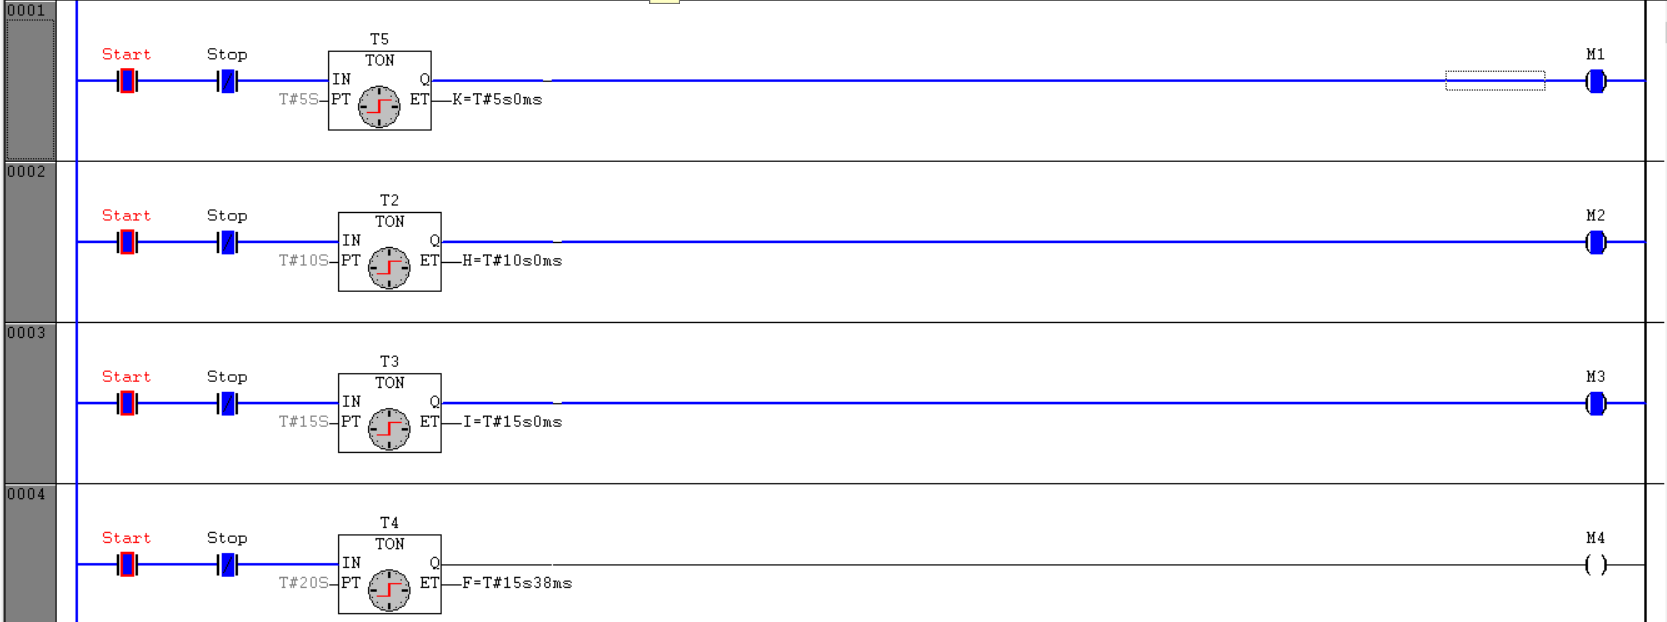 0001
T5
Start Stop TON M1
IN Q
T#5S PT ET K=T#5s0ms
0002
T2
Start Stop TON M2
IN Q
T#10S PT ET H=T#10s0ms
0003
T3
Start Stop TON M3
IN Q
T#15S PT ET I=T#15s0ms
0004
T4
Start Stop TON M4
IN Q
T#20S PT ET F=T#15s38ms